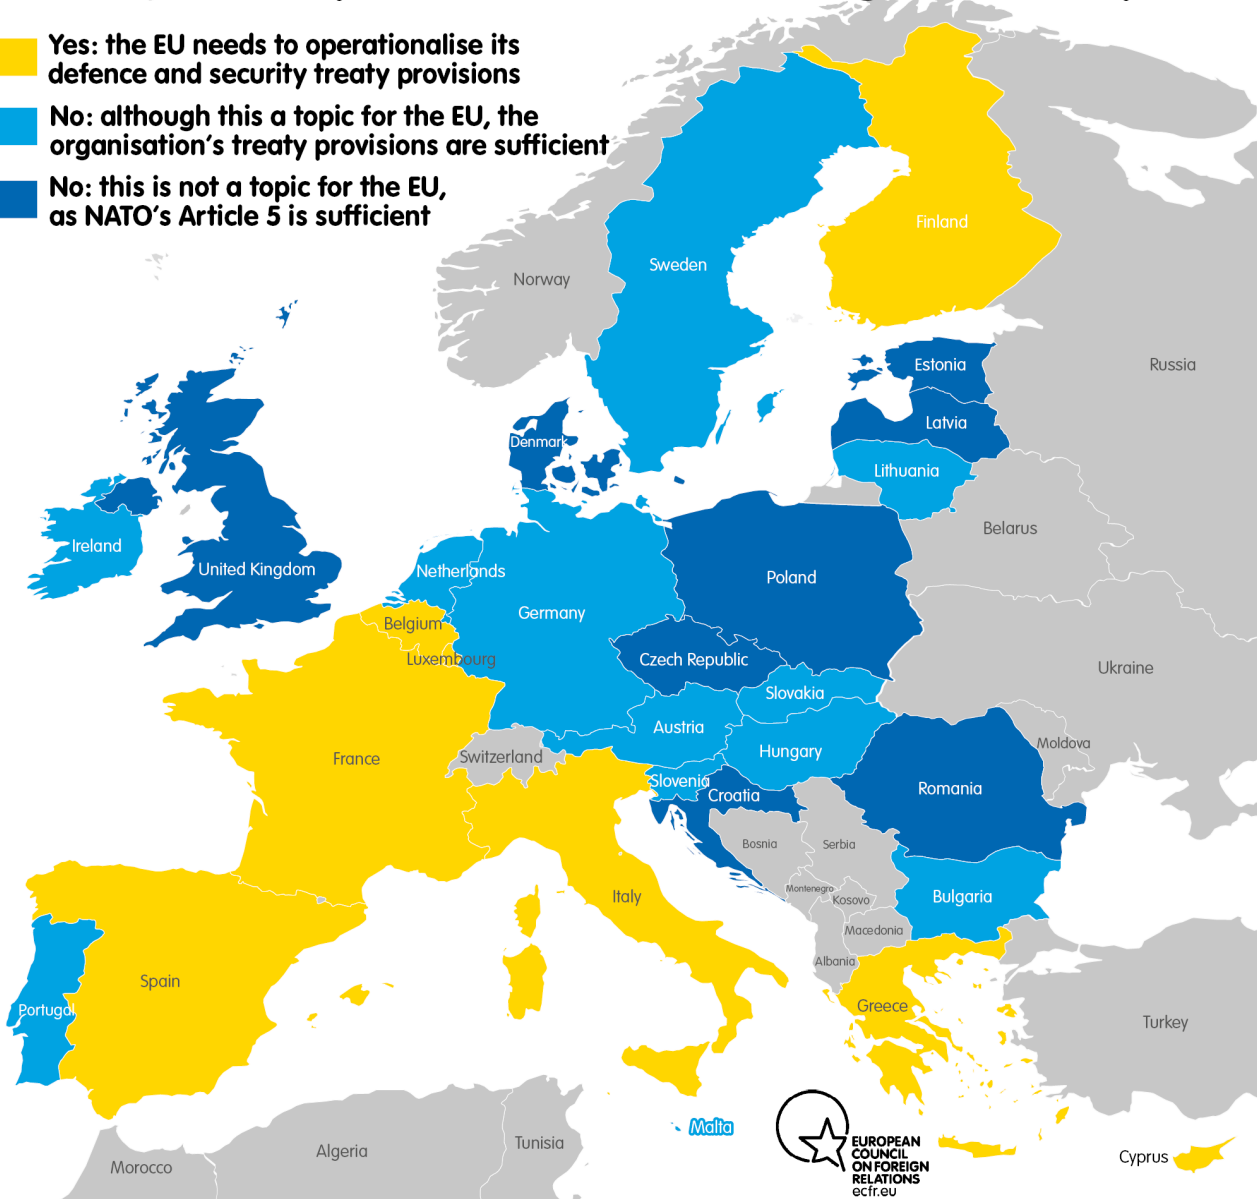 Yes: the EU needs to operationalise its
defence and security treaty provisions
No: although this a topic for the EU, the
organisation's treaty provisions are sufficient
No: this is not a topic for the EU,
as NATO's Article 5 is sufficient
Finland
Sweden
Norway
Russia
Estonia
Latvia
Denmark
Lithuania
Belarus
Ireland
United Kingdom
Netherlands
Poland
Germany
Belgium
Luxembourg
Czech Republic
Ukraine
Slovakia
Austria
Moldova
Hungary
Switzerland
France
Slovenia
Croatia
Romania
Bosnia
Serbia
Montenegro
Kosovo
Italy
Bulgaria
Macedonia
Albania
Spain
Portugal
Greece
Turkey
Malta
EUROPEAN
COUNCIL
ON FOREIGN
RELATIONS
ecfr.eu
Cyprus
Tunisia
Algeria
Morocco